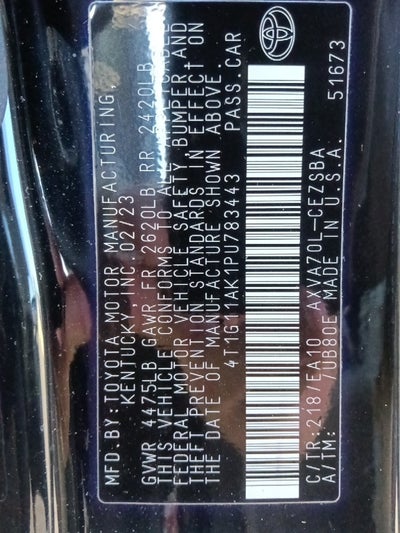 MFD. BY: TOYOTA MOTOR MANUFACTURING,
KENTUCKY, INC 02/23
GVWR 4475LB GAWR FR 2620LB RR 2420LB
THIS VEHICLE CONFORMS TO ALL
FEDERAL MOTOR VEHICLE SAFETY, BUMPER AND
THEFT PREVENTION STANDARDS IN EFFECT ON
THE DATE OF MANUFACTURE SHOWN ABOVE.
PASS. CAR
C/TR: 218/EA10 AXVA70L-CEZSBA
A/TM: /UB80E MADE IN U.S.A.
51673